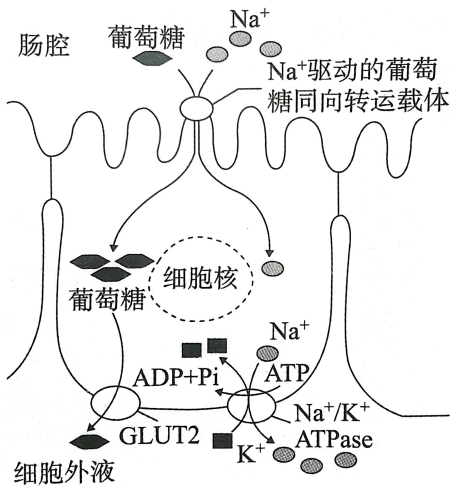 肠腔
葡萄糖
Na⁺
Na⁺驱动的葡萄
糖同向转运载体
细胞核
葡萄糖
Na⁺
ADP+Pi
ATP
Na⁺/K⁺
ATPase
GLUT2
K⁺
细胞外液